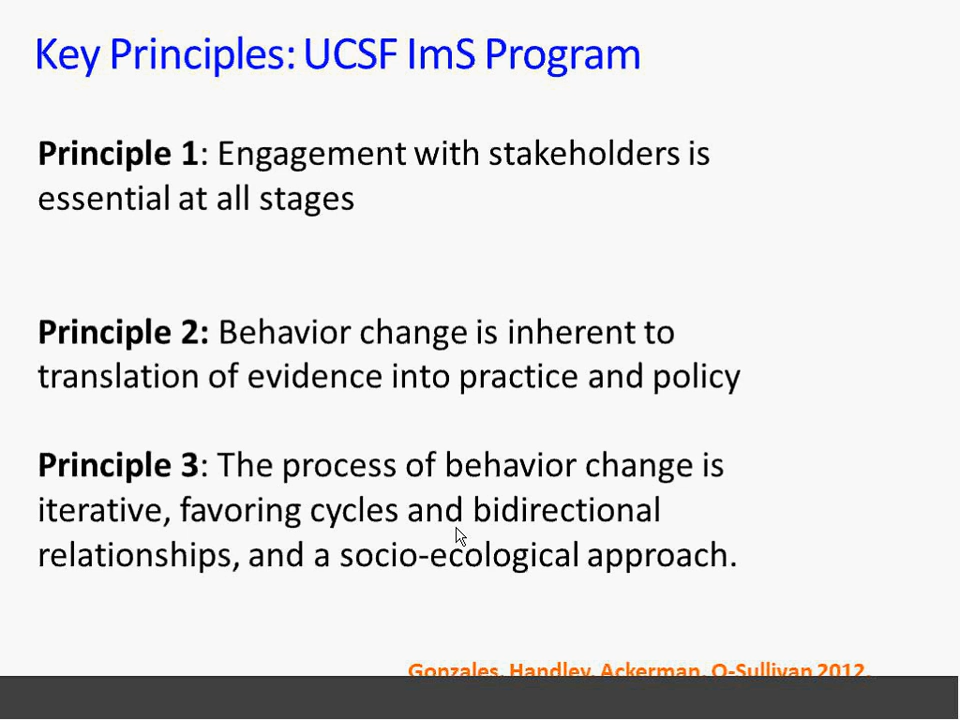 Key Principles: UCSF ImS Program
Principle 1: Engagement with stakeholders is
essential at all stages
Principle 2: Behavior change is inherent to
translation of evidence into practice and policy
Principle 3: The process of behavior change is
iterative, favoring cycles and bidirectional
relationships, and a socio-ecological approach.
Gonzales, Handley, Ackerman, O-Sullivan 2012.